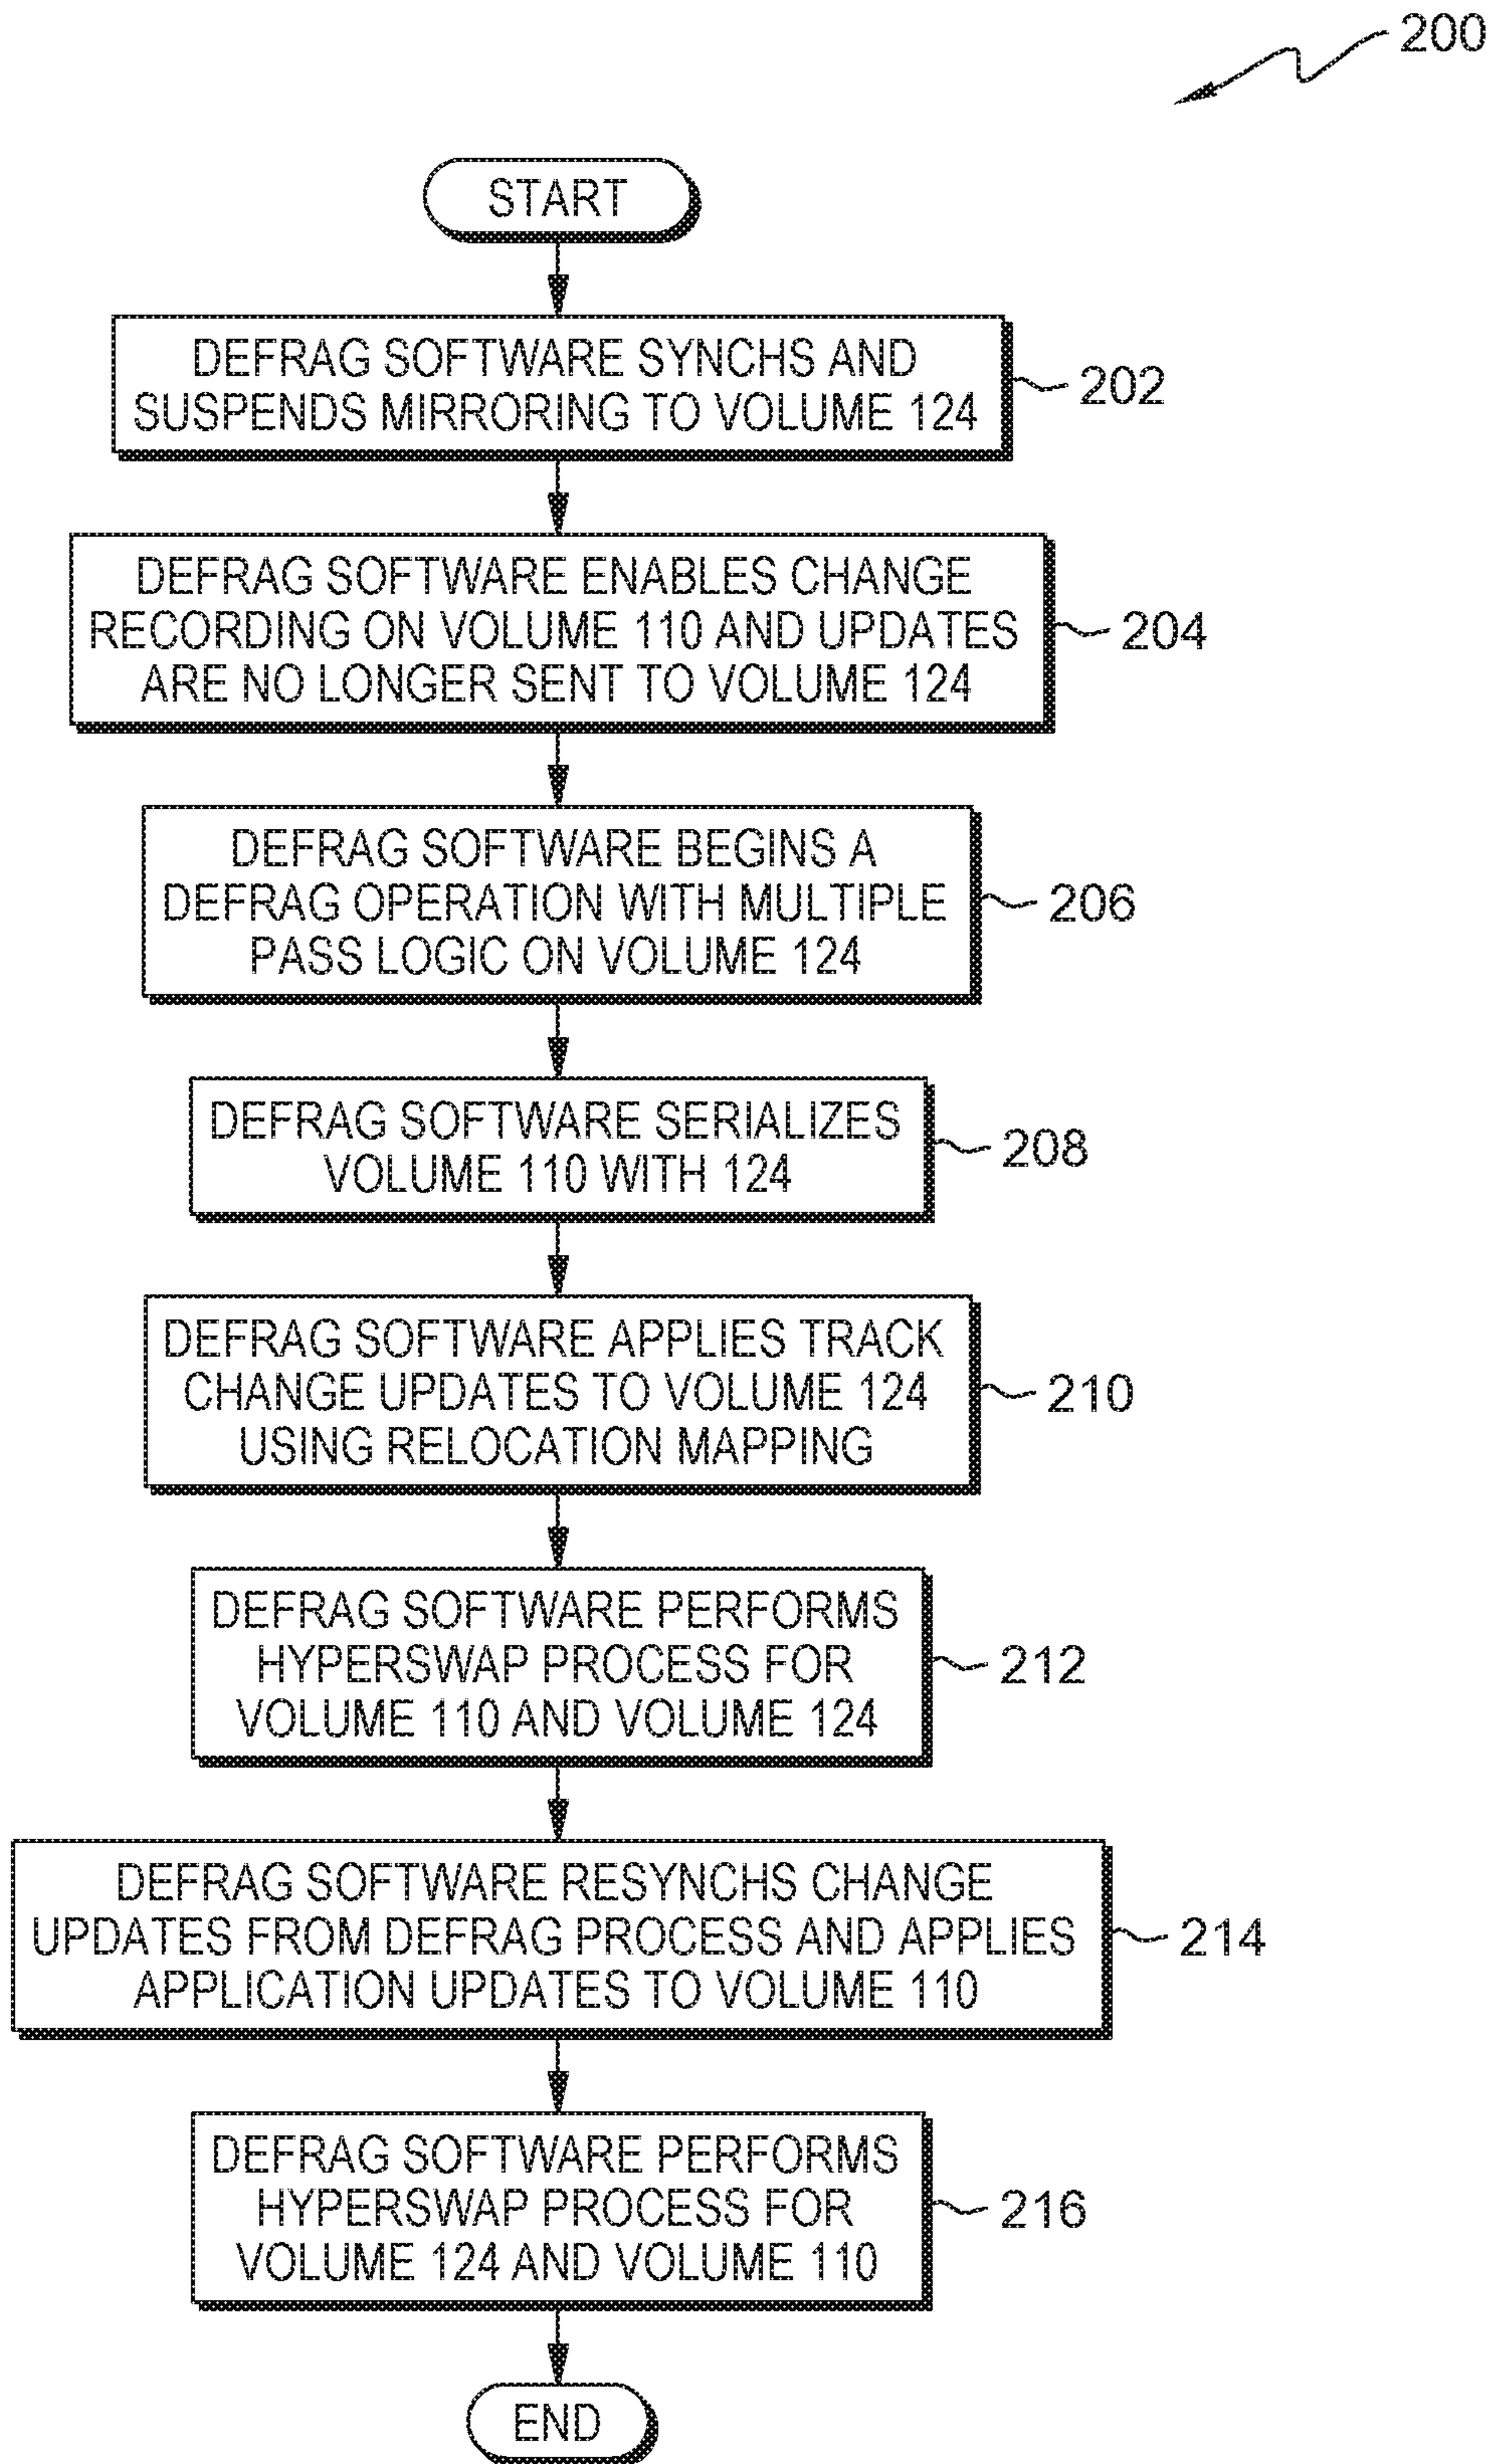 200
START
DEFRAG SOFTWARE SYNCHS AND
SUSPENDS MIRRORING TO VOLUME 124
202
DEFRAG SOFTWARE ENABLES CHANGE
RECORDING ON VOLUME 110 AND UPDATES
ARE NO LONGER SENT TO VOLUME 124
204
DEFRAG SOFTWARE BEGINS A
DEFRAG OPERATION WITH MULTIPLE
PASS LOGIC ON VOLUME 124
206
DEFRAG SOFTWARE SERIALIZES
VOLUME 110 WITH 124
208
DEFRAG SOFTWARE APPLIES TRACK
CHANGE UPDATES TO VOLUME 124
USING RELOCATION MAPPING
210
DEFRAG SOFTWARE PERFORMS
HYPERSWAP PROCESS FOR
VOLUME 110 AND VOLUME 124
212
DEFRAG SOFTWARE RESYNCHS CHANGE
UPDATES FROM DEFRAG PROCESS AND APPLIES
APPLICATION UPDATES TO VOLUME 110
214
DEFRAG SOFTWARE PERFORMS
HYPERSWAP PROCESS FOR
VOLUME 124 AND VOLUME 110
216
END